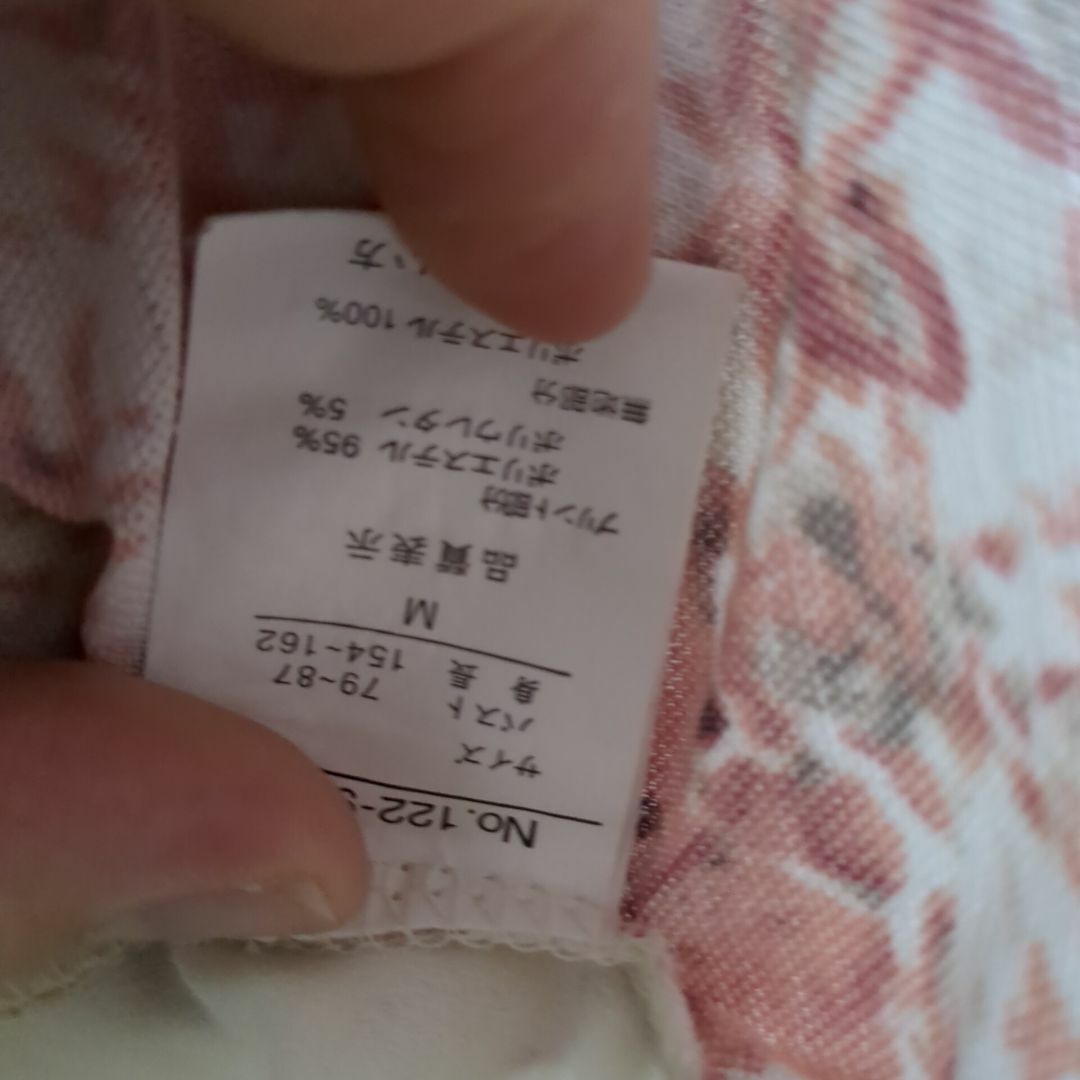 No.122-
サイズ
バスト 79~87
身 長 154~162
M
品質表示
プリント部分
ポリエステル 95%
ポリウレタン 5%
無地部分
ポリエステル 100%
い方